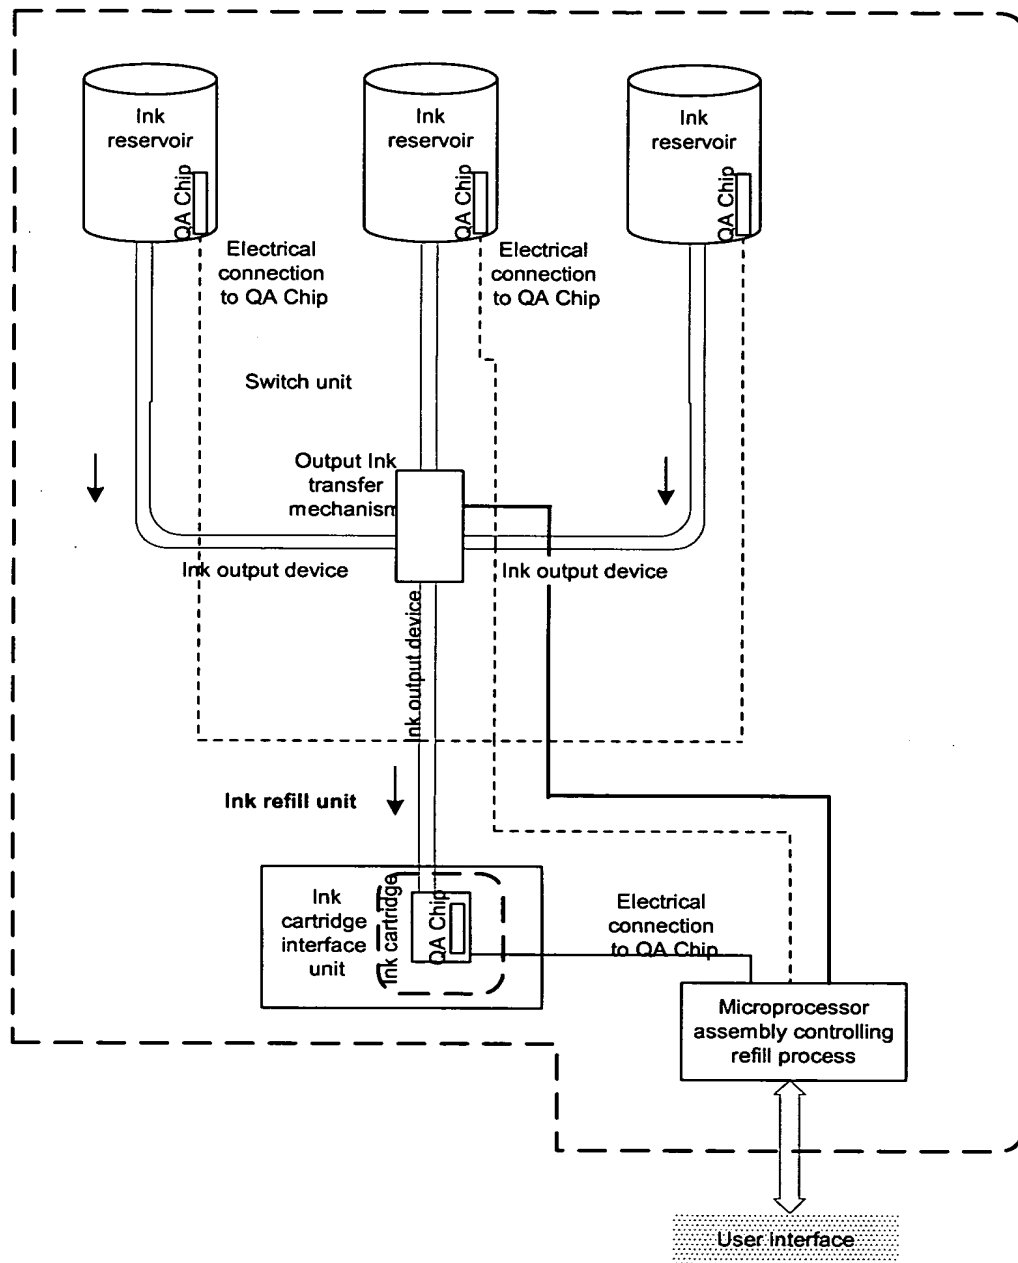 Ink
reservoir
QA Chip
Ink
reservoir
QA Chip
Ink
reservoir
QA Chip
Electrical
connection
to QA Chip
Electrical
connection
to QA Chip
Switch unit
Output Ink
transfer
mechanism
Ink output device
Ink output device
Ink output device
Ink refill unit
Ink
cartridge
interface
unit
Ink cartridge
QA Chip
Electrical
connection
to QA Chip
Microprocessor
assembly controlling
refill process
User interface